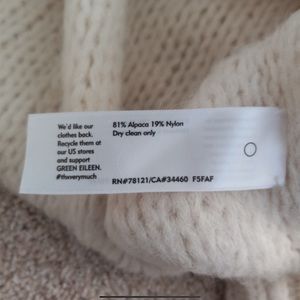 We'd like our
clothes back.
Recycle them at
our US stores
and support
GREEN EILEEN.
#thxverymuch
81% Alpaca 19% Nylon
Dry clean only
RN#78121/CA#34460 F5FAF